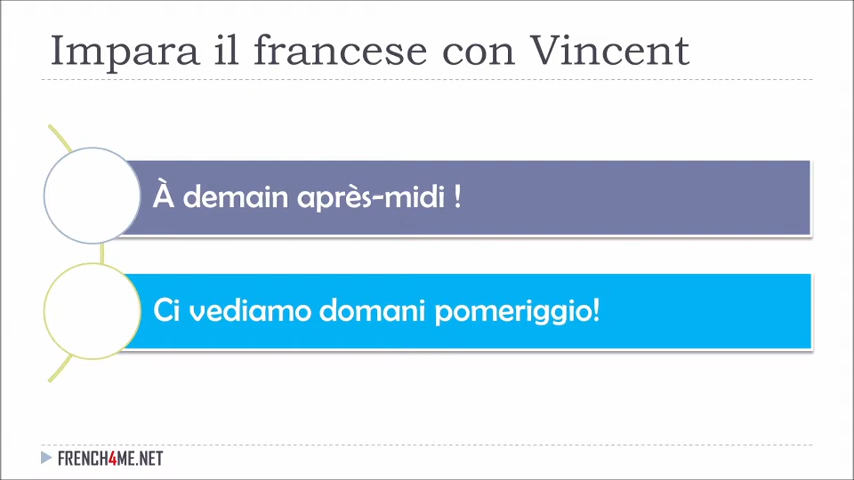 Impara il francese con Vincent
À demain après-midi !
Ci vediamo domani pomeriggio!
FRENCH4ME.NET